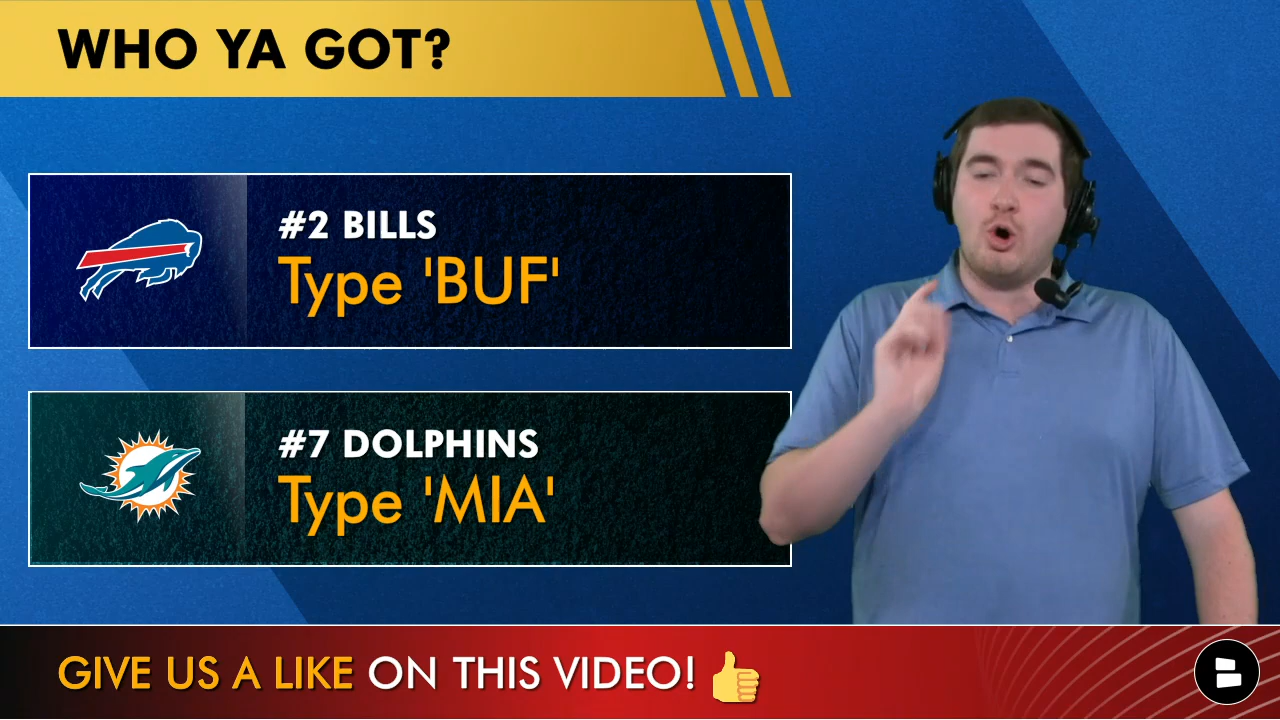 WHO YA GOT?
#2 BILLS
Type 'BUF'
#7 DOLPHINS
Type 'MIA'
GIVE US A LIKE ON THIS VIDEO!